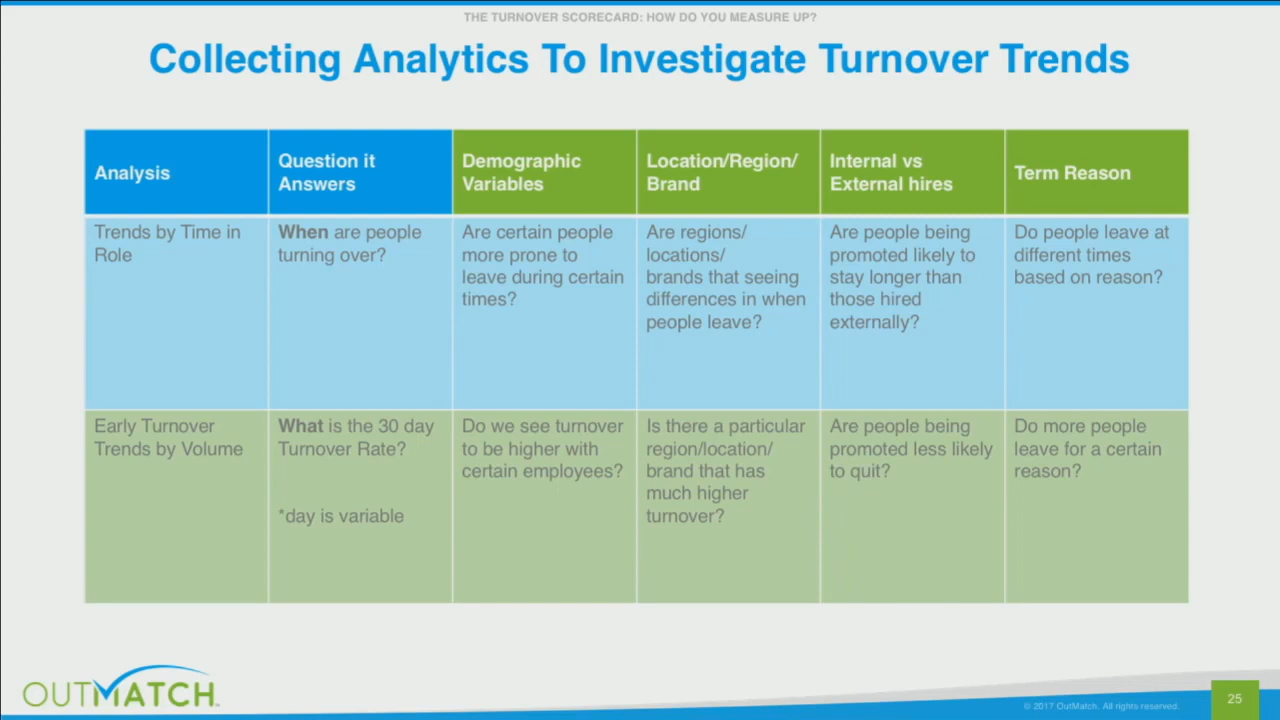 THE TURNOVER SCORECARD: HOW DO YOU MEASURE UP?
Collecting Analytics To Investigate Turnover Trends
Analysis
Question it
Answers
Demographic
Variables
Location/Region/
Brand
Internal vs
External hires
Term Reason
Trends by Time in
Role
When are people
turning over?
Are certain people
more prone to
leave during certain
times?
Are regions/
locations/
brands that seeing
differences in when
people leave?
Are people being
promoted likely to
stay longer than
those hired
externally?
Do people leave at
different times
based on reason?
Early Turnover
Trends by Volume
What is the 30 day
Turnover Rate?
*day is variable
Do we see turnover
to be higher with
certain employees?
Is there a particular
region/location/
brand that has
much higher
turnover?
Are people being
promoted less likely
to quit?
Do more people
leave for a certain
reason?
OUTMATCH
© 2017 OutMatch. All rights reserved.
25